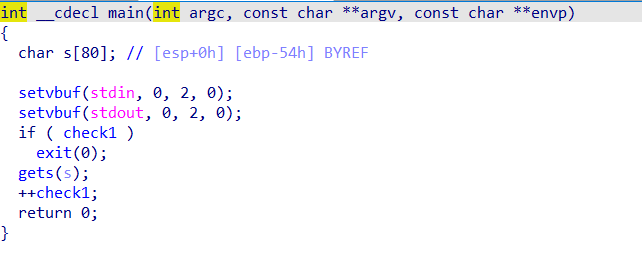 int __cdecl main(int argc, const char **argv, const char **envp)
{
char s[80]; // [esp+0h] [ebp-54h] BYREF
setvbuf(stdin, 0, 2, 0);
setvbuf(stdout, 0, 2, 0);
if ( check1 )
exit(0);
gets(s);
++check1;
return 0;
}